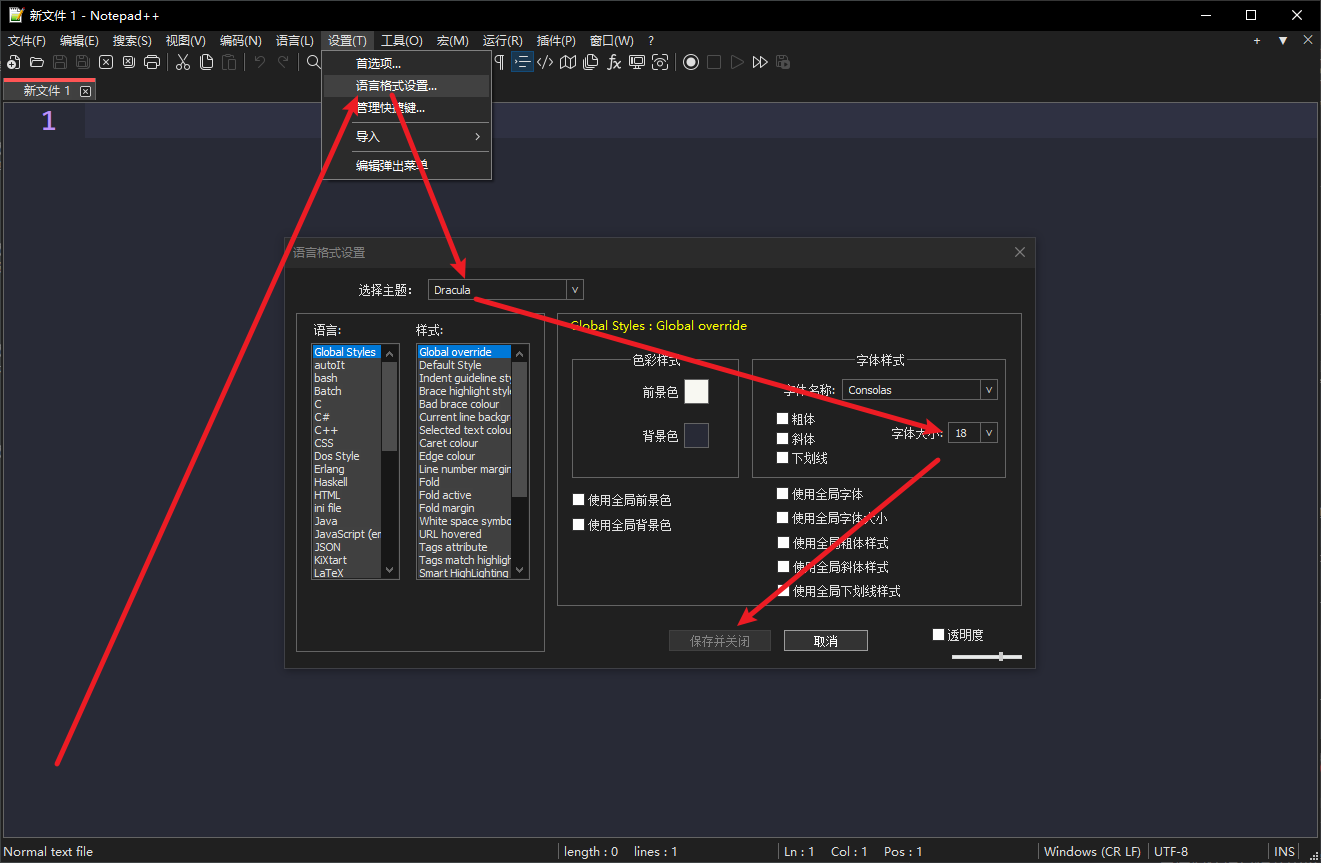 新文件 1 - Notepad++
文件(F) 编辑(E) 搜索(S) 视图(V) 编码(N) 语言(L) 设置(T) 工具(O) 宏(M) 运行(R) 插件(P) 窗口(W) ?
首选项...
语言格式设置...
管理快捷键...
导入
编辑弹出菜单
新文件 1
1
语言格式设置
选择主题: Dracula
语言:
Global Styles
autoIt
bash
Batch
C
C#
C++
CSS
Dos Style
Erlang
Haskell
HTML
ini file
Java
JavaScript (er
JSON
KiXtart
LaTeX
样式:
Global override
Default Style
Indent guideline sty
Brace highlight style
Bad brace colour
Current line backgr
Selected text colou
Caret colour
Edge colour
Line number margin
Fold
Fold active
Fold margin
White space symbo
URL hovered
Tags attribute
Tags match highligh
Smart HighLighting
Global Styles : Global override
色彩样式
前景色
背景色
使用全局前景色
使用全局背景色
字体样式
字体名称: Consolas
粗体
斜体
下划线
字体大小: 18
使用全局字体
使用全局字体大小
使用全局粗体样式
使用全局斜体样式
使用全局下划线样式
保存并关闭 取消
透明度
Normal text file length : 0 lines : 1 Ln : 1 Col : 1 Pos : 1 Windows (CR LF) UTF-8 INS